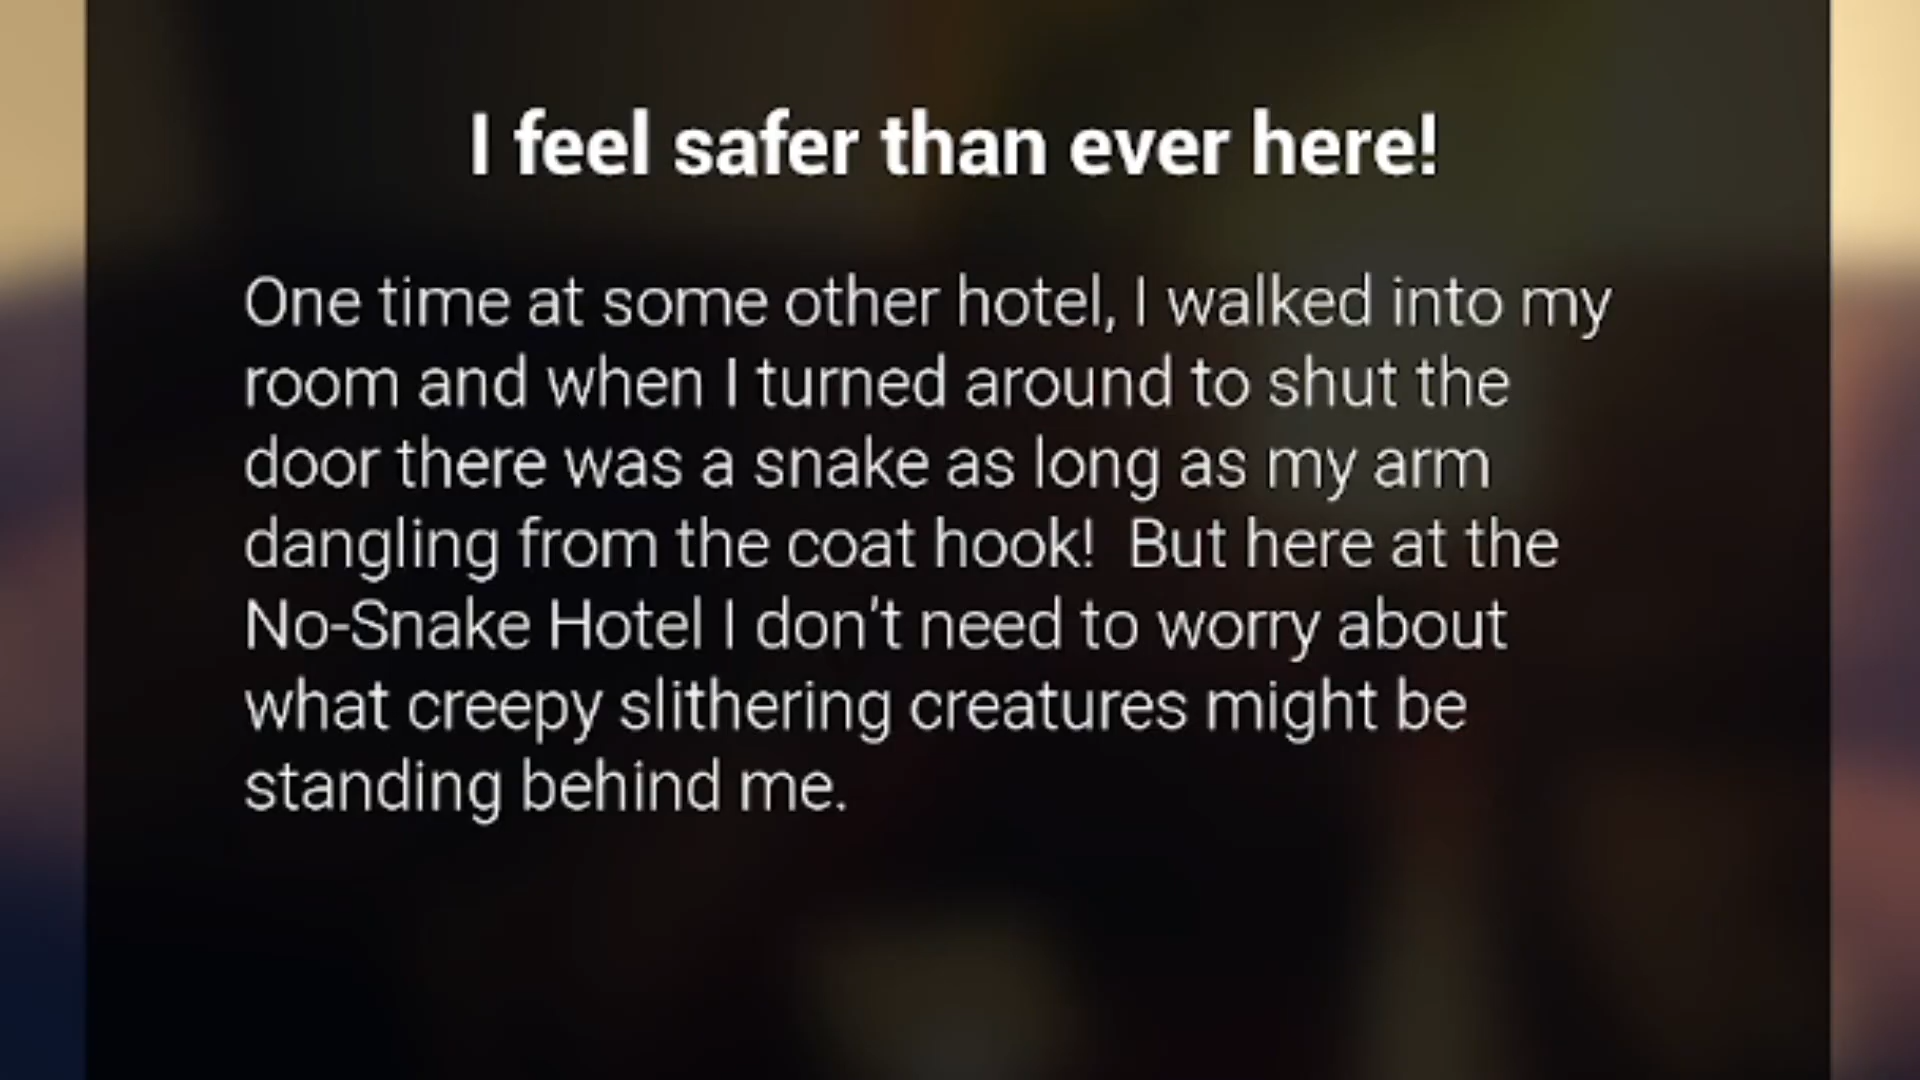 I feel safer than ever here!
One time at some other hotel, I walked into my
room and when I turned around to shut the
door there was a snake as long as my arm
dangling from the coat hook!  But here at the
No-Snake Hotel I don't need to worry about
what creepy slithering creatures might be
standing behind me.